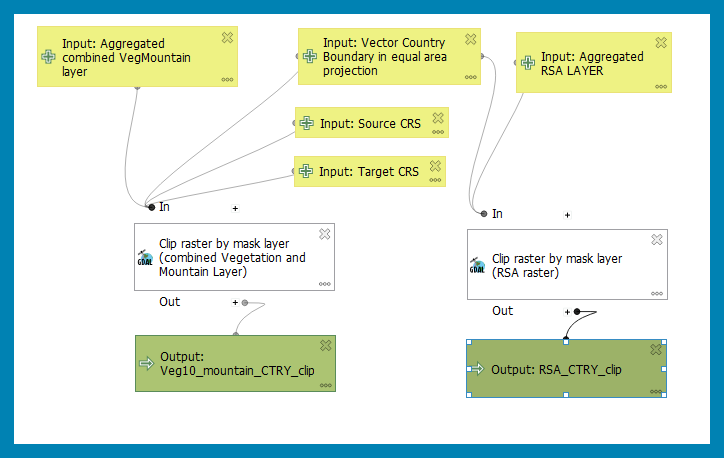 Input: Aggregated
combined VegMountain
layer
Input: Vector Country
Boundary in equal area
projection
Input: Aggregated
RSA LAYER
Input: Source CRS
Input: Target CRS
In
+
In
+
Clip raster by mask layer
(combined Vegetation and
Mountain Layer)
GDAL
Clip raster by mask layer
(RSA raster)
GDAL
Out
+
Out
+
Output:
Veg10_mountain_CTRY_clip
Output: RSA_CTRY_clip